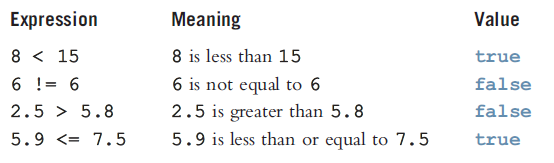 Expression Meaning Value
8 < 15 8 is less than 15 true
6 != 6 6 is not equal to 6 false
2.5 > 5.8 2.5 is greater than 5.8 false
5.9 <= 7.5 5.9 is less than or equal to 7.5 true